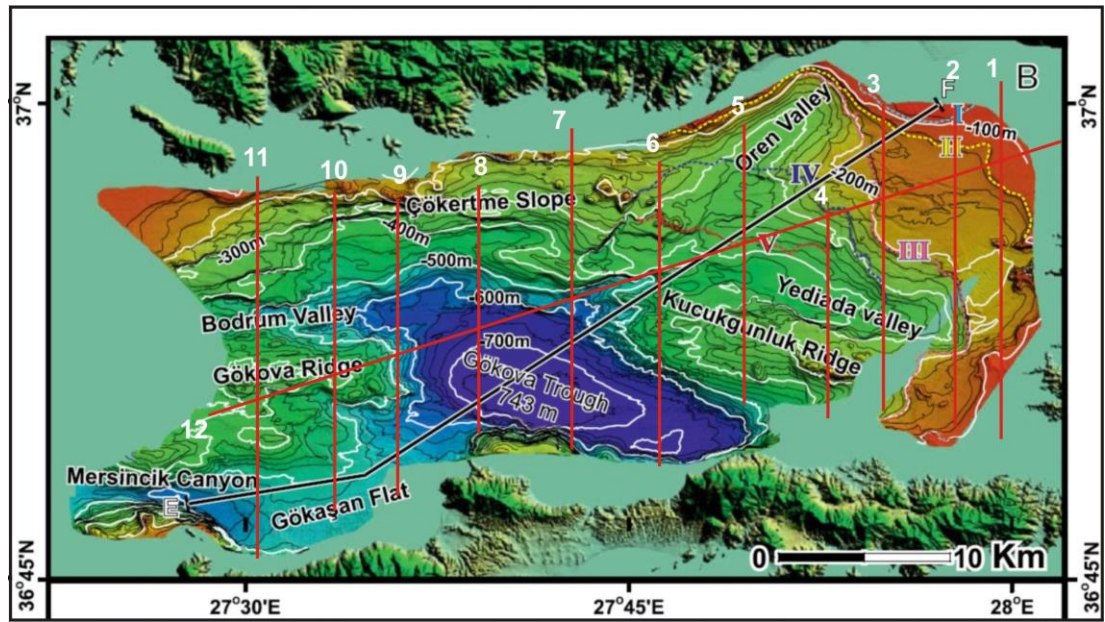 B
1
2
3
F
I
-100m
37°N
37°N
II
5
7
6
Oren Valley
IV
-200m
4
11
10
9
8
Çökertme Slope
-300m
-400m
-500m
V
III
-600m
Bodrum Valley
Yediada valley
Kucukgunluk Ridge
-700m
Gökova Trough
743 m
Gökova Ridge
12
Mersincik Canyon
E
Gökaşan Flat
0
10 Km
36°45'N
36°45'N
27°30'E
27°45'E
28°E